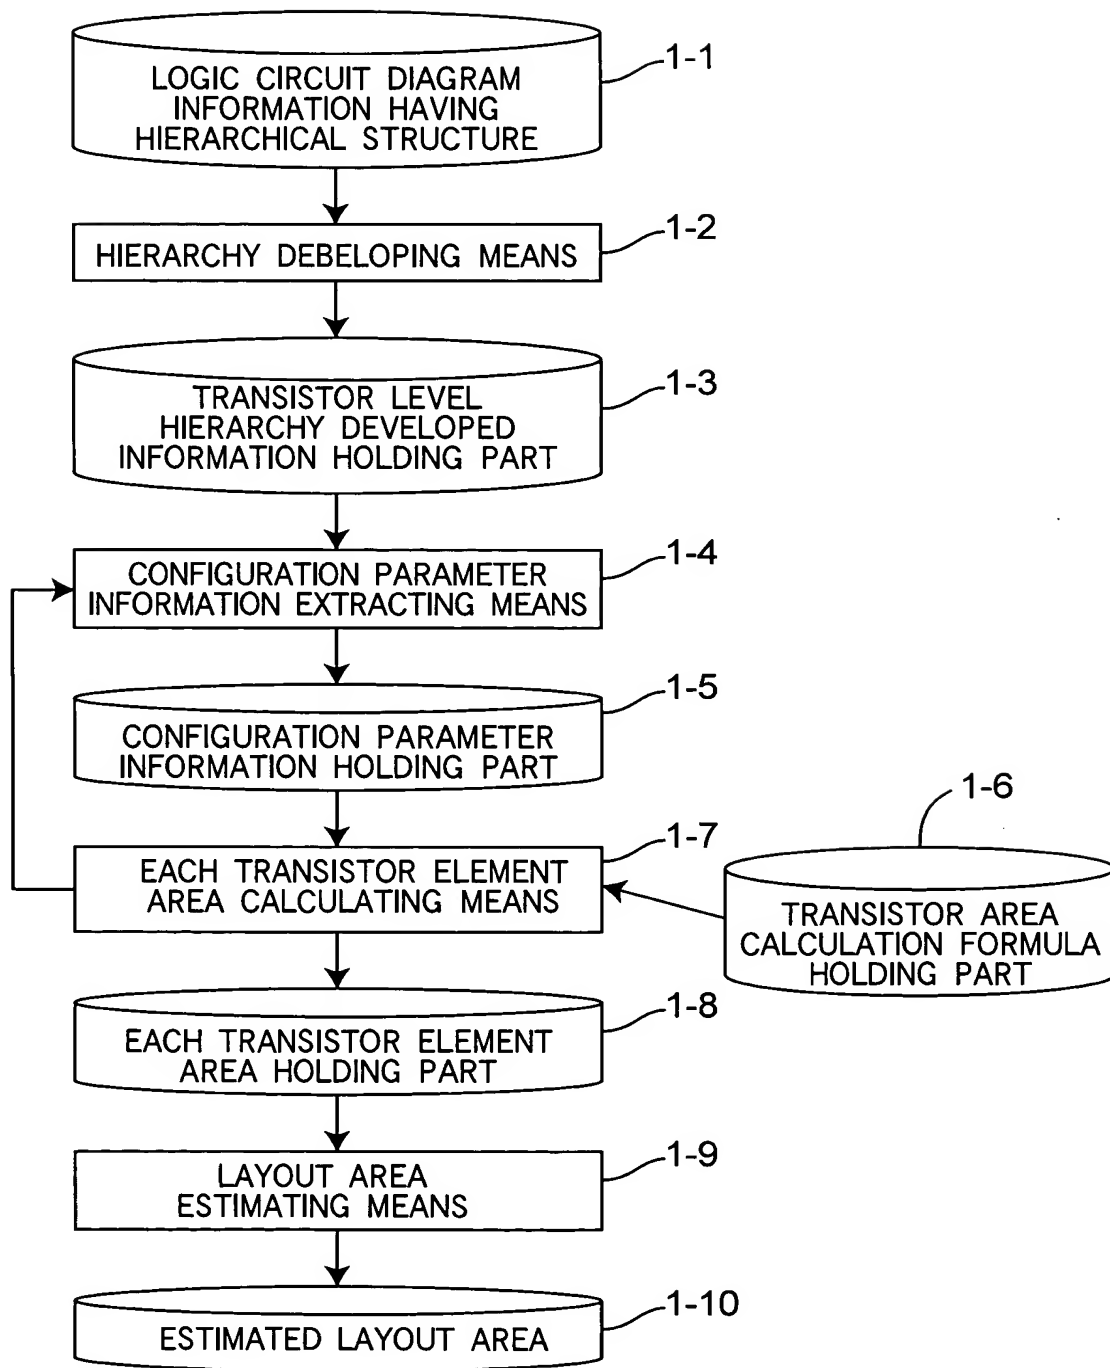 LOGIC CIRCUIT DIAGRAM
INFORMATION HAVING
HIERARCHICAL STRUCTURE
1-1
HIERARCHY DEBELOPING MEANS
1-2
TRANSISTOR LEVEL
HIERARCHY DEVELOPED
INFORMATION HOLDING PART
1-3
CONFIGURATION PARAMETER
INFORMATION EXTRACTING MEANS
1-4
CONFIGURATION PARAMETER
INFORMATION HOLDING PART
1-5
1-6
TRANSISTOR AREA
CALCULATION FORMULA
HOLDING PART
EACH TRANSISTOR ELEMENT
AREA CALCULATING MEANS
1-7
EACH TRANSISTOR ELEMENT
AREA HOLDING PART
1-8
LAYOUT AREA
ESTIMATING MEANS
1-9
ESTIMATED LAYOUT AREA
1-10